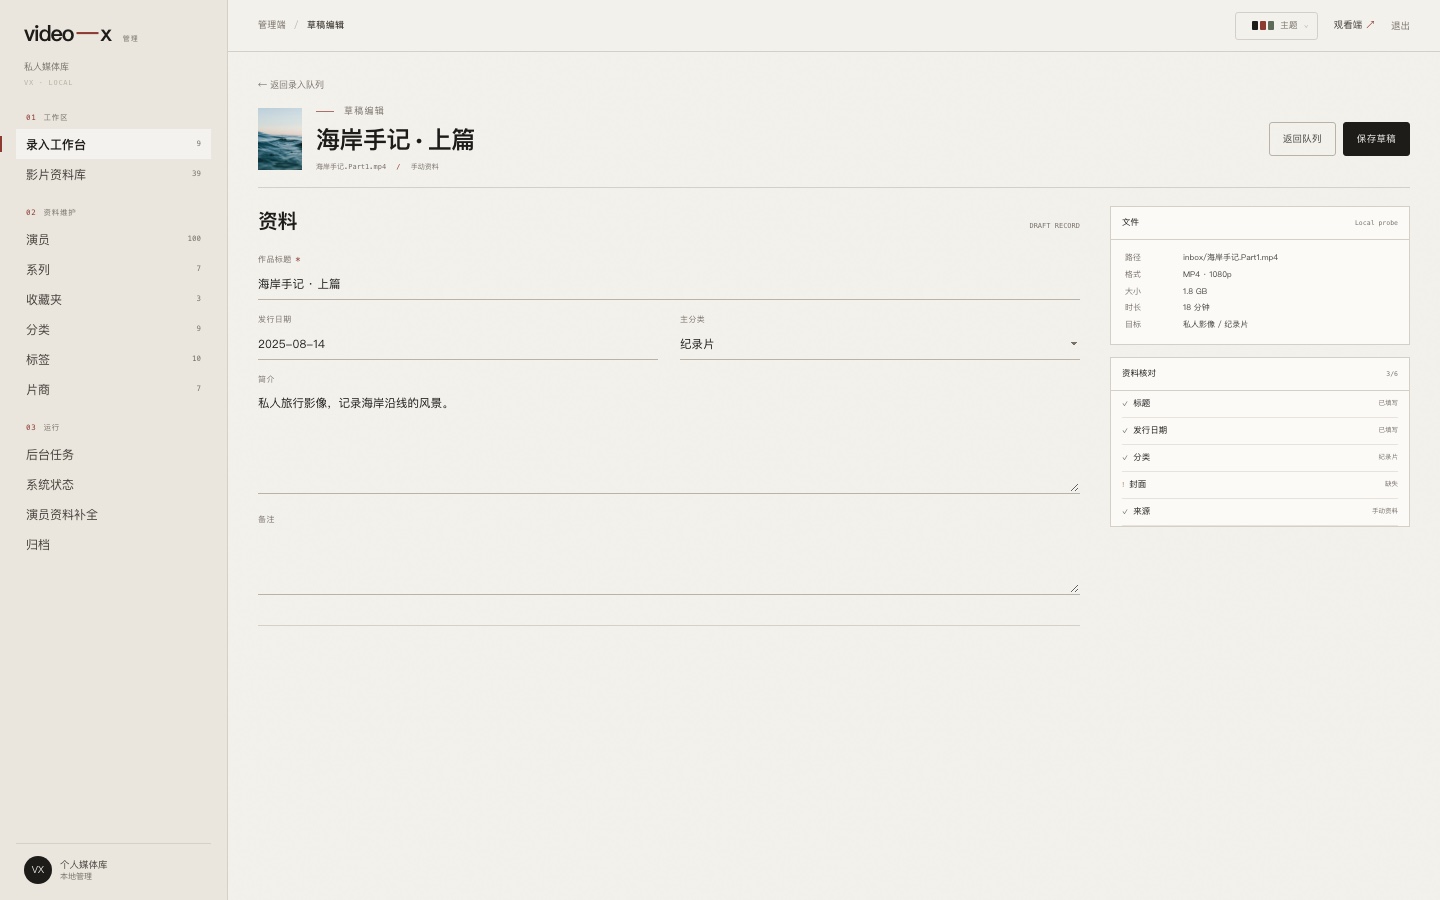 video—x 管理
私人媒体库
VX · LOCAL
01 工作区
录入工作台 9
影片资料库 39
02 资料维护
演员 100
系列 7
收藏夹 3
分类 9
标签 10
片商 7
03 运行
后台任务
系统状态
演员资料补全
归档
VX
个人媒体库
本地管理
管理端 / 草稿编辑
主题
观看端 ↗
退出
← 返回录入队列
草稿编辑
海岸手记 · 上篇
海岸手记.Part1.mp4 / 手动资料
返回队列
保存草稿
资料
DRAFT RECORD
作品标题 *
海岸手记 · 上篇
发行日期
2025-08-14
主分类
纪录片
简介
私人旅行影像，记录海岸沿线的风景。
备注
文件 Local probe
路径 inbox/海岸手记.Part1.mp4
格式 MP4 · 1080p
大小 1.8 GB
时长 18 分钟
目标 私人影像 / 纪录片
资料核对 3/6
✓ 标题 已填写
✓ 发行日期 已填写
✓ 分类 纪录片
! 封面 缺失
✓ 来源 手动资料